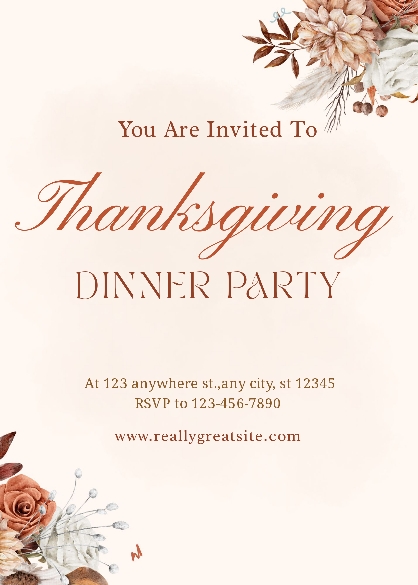 You Are Invited To
Thanksgiving
DINNER PARTY
At 123 anywhere st.,any city, st 12345
RSVP to 123-456-7890
www.reallygreatsite.com